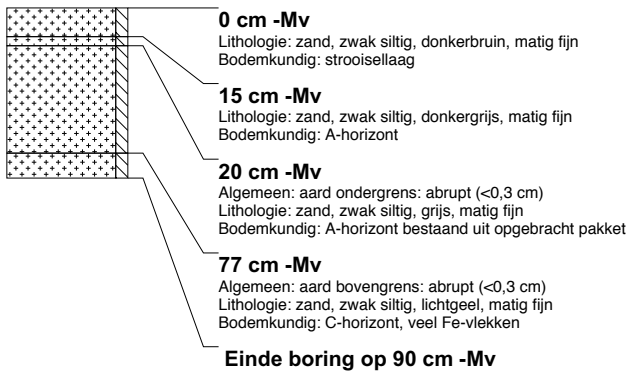 0 cm -Mv
Lithologie: zand, zwak siltig, donkerbruin, matig fijn
Bodemkundig: strooisellaag
15 cm -Mv
Lithologie: zand, zwak siltig, donkergrijs, matig fijn
Bodemkundig: A-horizont
20 cm -Mv
Algemeen: aard ondergrens: abrupt (<0,3 cm)
Lithologie: zand, zwak siltig, grijs, matig fijn
Bodemkundig: A-horizont bestaand uit opgebracht pakket
77 cm -Mv
Algemeen: aard bovengrens: abrupt (<0,3 cm)
Lithologie: zand, zwak siltig, lichtgeel, matig fijn
Bodemkundig: C-horizont, veel Fe-vlekken
Einde boring op 90 cm -Mv